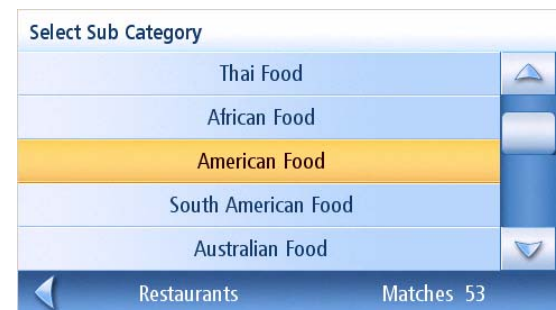 Select Sub Category
Thai Food
African Food
American Food
South American Food
Australian Food
Restaurants Matches 53